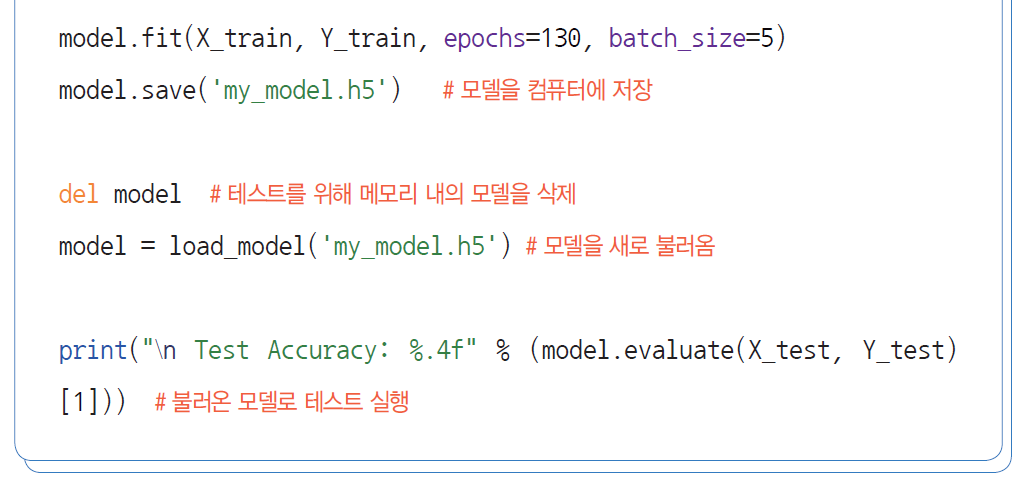 model.fit(X_train, Y_train, epochs=130, batch_size=5)
model.save('my_model.h5') # 모델을 컴퓨터에 저장
del model # 테스트를 위해 메모리 내의 모델을 삭제
model = load_model('my_model.h5') # 모델을 새로 불러옴
print("\n Test Accuracy: %.4f" % (model.evaluate(X_test, Y_test)
[1])) # 불러온 모델로 테스트 실행